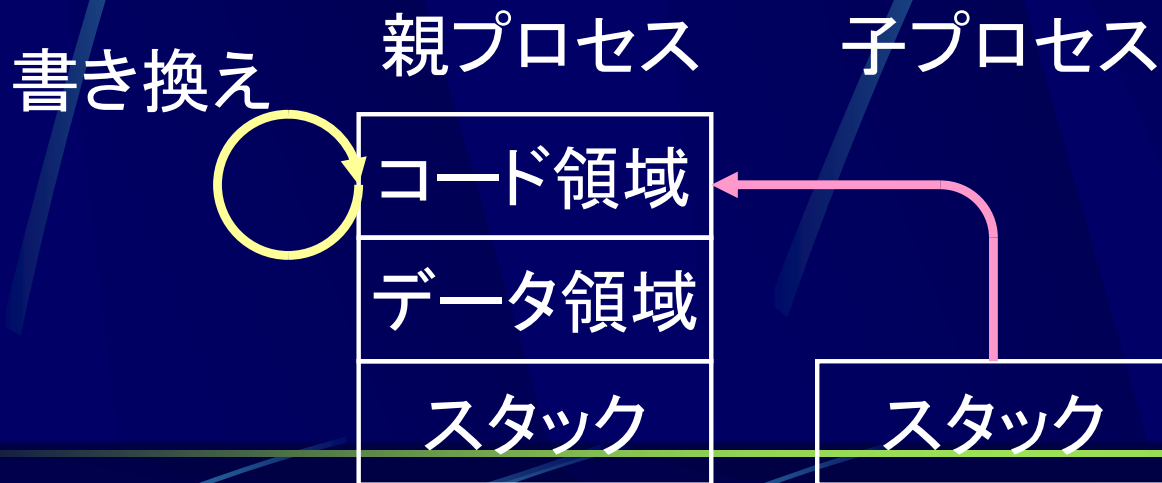 親プロセス
子プロセス
書き換え
コード領域
データ領域
スタック
スタック